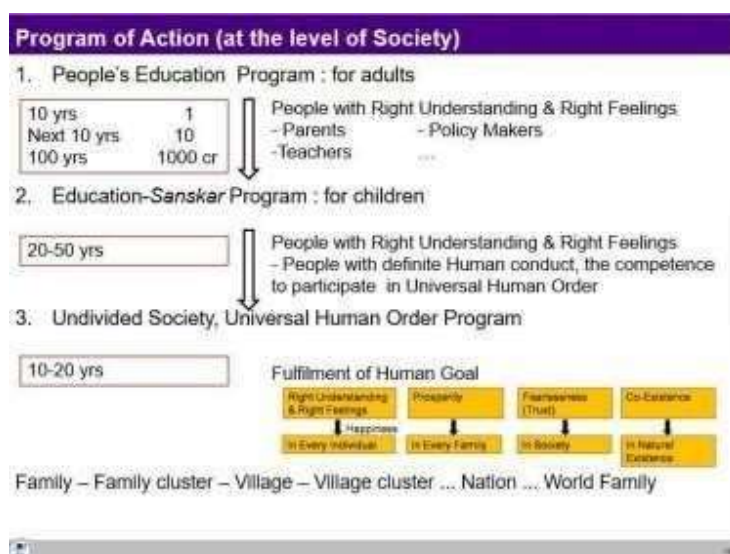 Program of Action (at the level of Society)
1. People's Education Program : for adults
10 yrs 1
Next 10 yrs 10
100 yrs 1000 cr
People with Right Understanding & Right Feelings
- Parents - Policy Makers
-Teachers ...
2. Education-Sanskar Program : for children
20-50 yrs
People with Right Understanding & Right Feelings
- People with definite Human conduct, the competence
to participate in Universal Human Order
3. Undivided Society, Universal Human Order Program
10-20 yrs
Fulfilment of Human Goal
Right Understanding & Right Feelings
Prosperity
Fearlessness (Trust)
Co-Existence
Happiness
In Every Individual
In Every Family
In Society
In Natural Existence
Family – Family cluster – Village – Village cluster ... Nation ... World Family